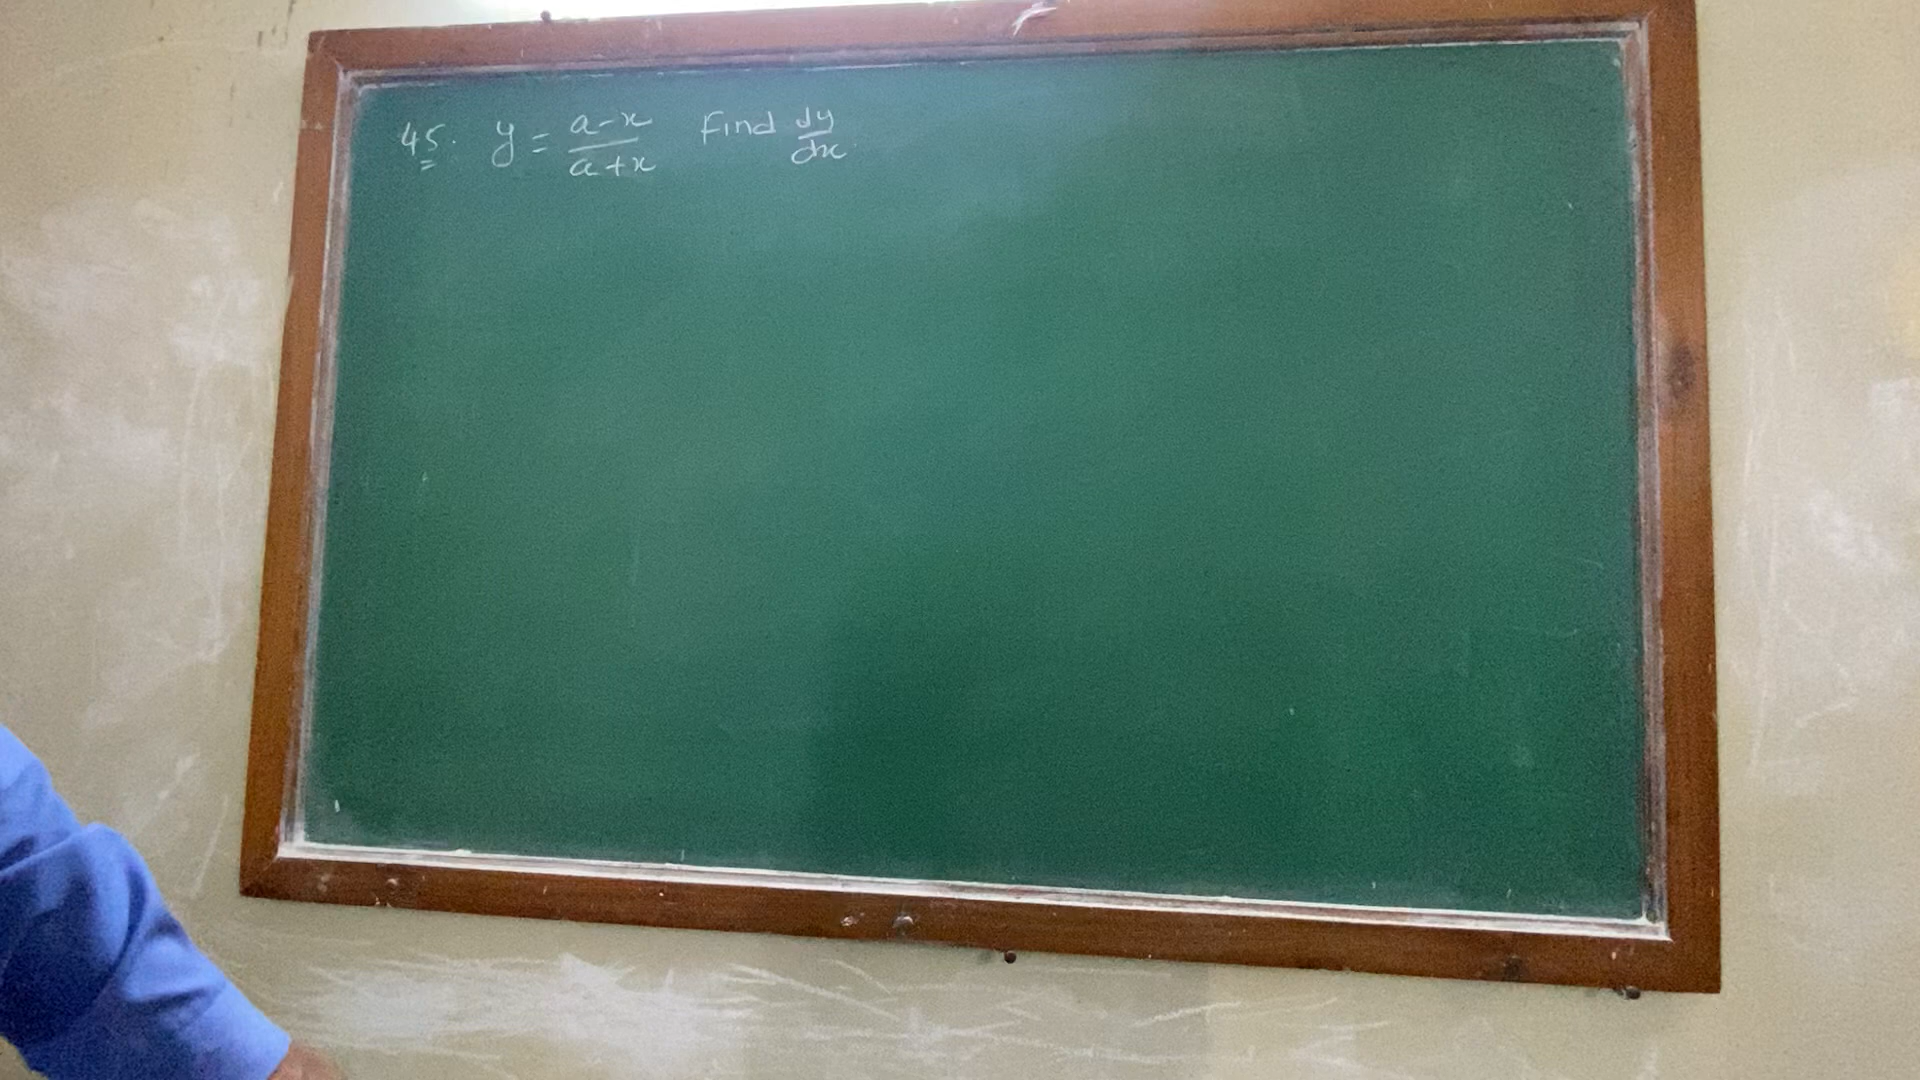 45. y = a-x / a+x Find dy/dx